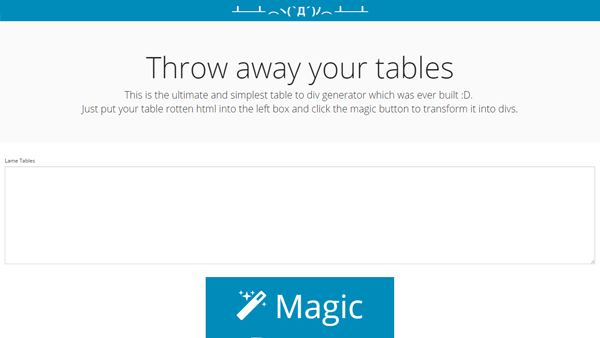 ┻━┻ ︵ヽ(`Д´)ﾉ︵ ┻━┻
Throw away your tables
This is the ultimate and simplest table to div generator which was ever built :D.
Just put your table rotten html into the left box and click the magic button to transform it into divs.
Lame Tables
Magic